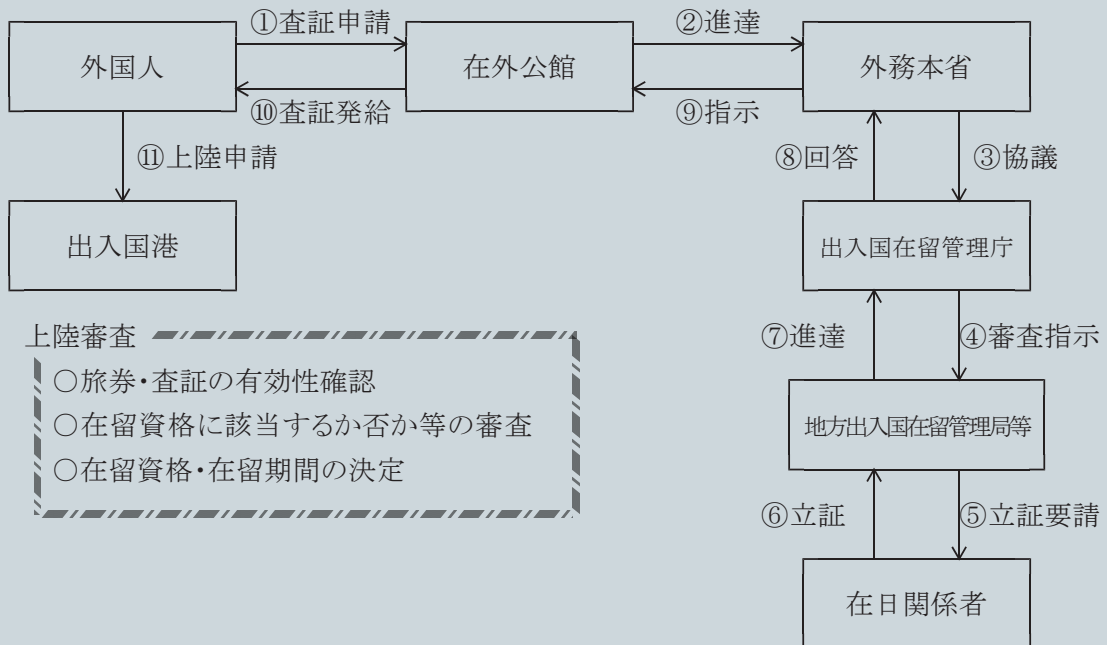 ①査証申請
②進達
外国人
在外公館
外務本省
⑩査証発給
⑨指示
⑪上陸申請
⑧回答
③協議
出入国港
出入国在留管理庁
⑦進達
④審査指示
上陸審査
○旅券・査証の有効性確認
○在留資格に該当するか否か等の審査
○在留資格・在留期間の決定
地方出入国在留管理局等
⑥立証
⑤立証要請
在日関係者